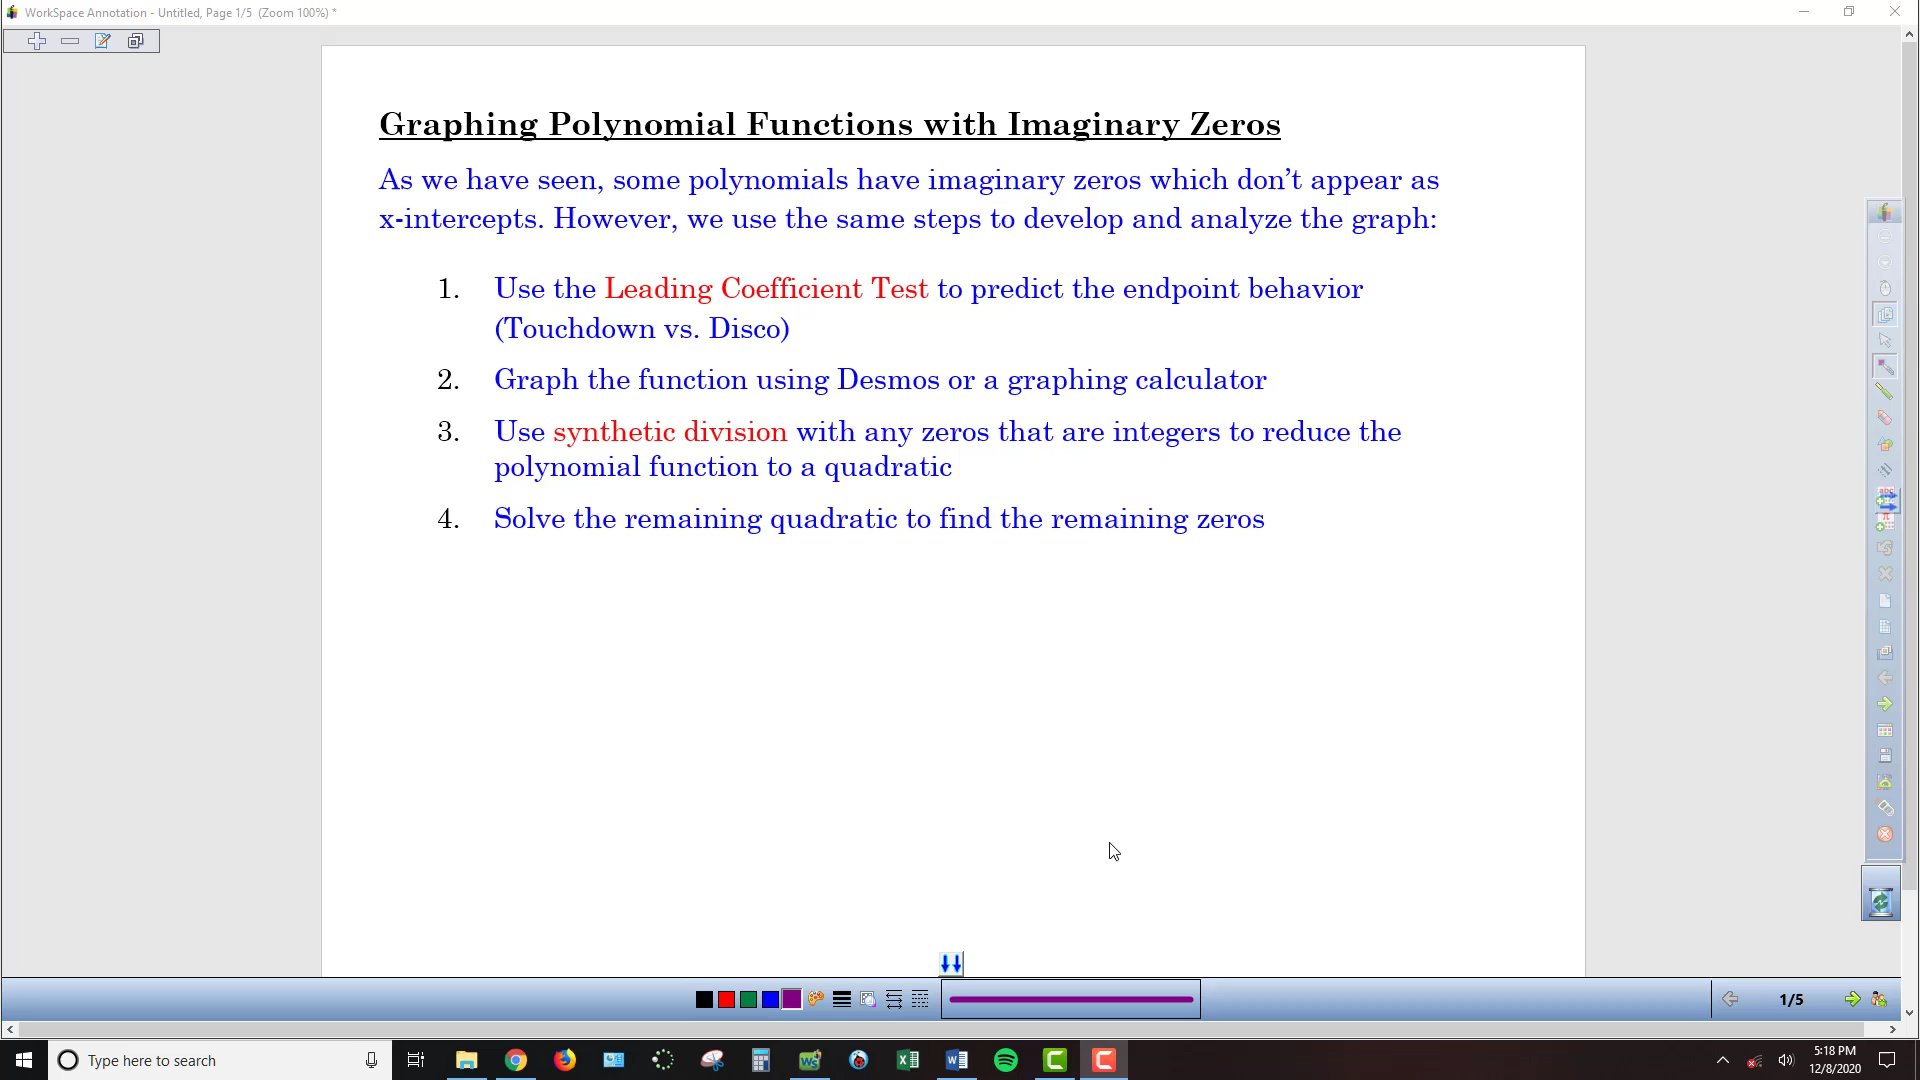 WorkSpace Annotation - Untitled, Page 1/5 (Zoom 100%) *
Graphing Polynomial Functions with Imaginary Zeros
As we have seen, some polynomials have imaginary zeros which don’t appear as
x-intercepts. However, we use the same steps to develop and analyze the graph:
1. Use the Leading Coefficient Test to predict the endpoint behavior
(Touchdown vs. Disco)
2. Graph the function using Desmos or a graphing calculator
3. Use synthetic division with any zeros that are integers to reduce the
polynomial function to a quadratic
4. Solve the remaining quadratic to find the remaining zeros
1/5
Type here to search
5:18 PM
12/8/2020